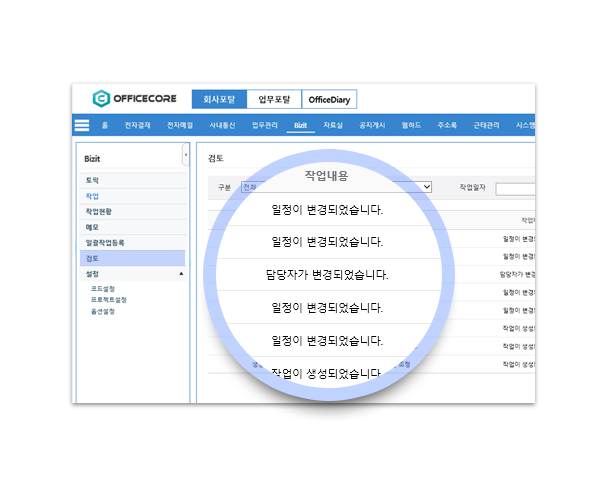 OFFICECORE 회사포탈 업무포탈 OfficeDiary
홈 전자결재 전자메일 사내통신 업무관리 Bizit 자료실 공지게시 웹하드 주소록 근태관리 시스템
Bizit
토픽
작업
작업현황
메모
일괄작업등록
검토
설정
코드설정
프로젝트설정
옵션설정
검토
구분 전체 작업일자
작업내용
일정이 변경되었습니다.
일정이 변경되었습니다.
담당자가 변경되었습니다.
일정이 변경되었습니다.
일정이 변경되었습니다.
작업이 생성되었습니다.
작업내
일정이 변경되
일정이 변경되
담당자가 변경
일정이 변경되
일정이 변경되
작업이 생성되
작업이 생성되
작업이 생성되